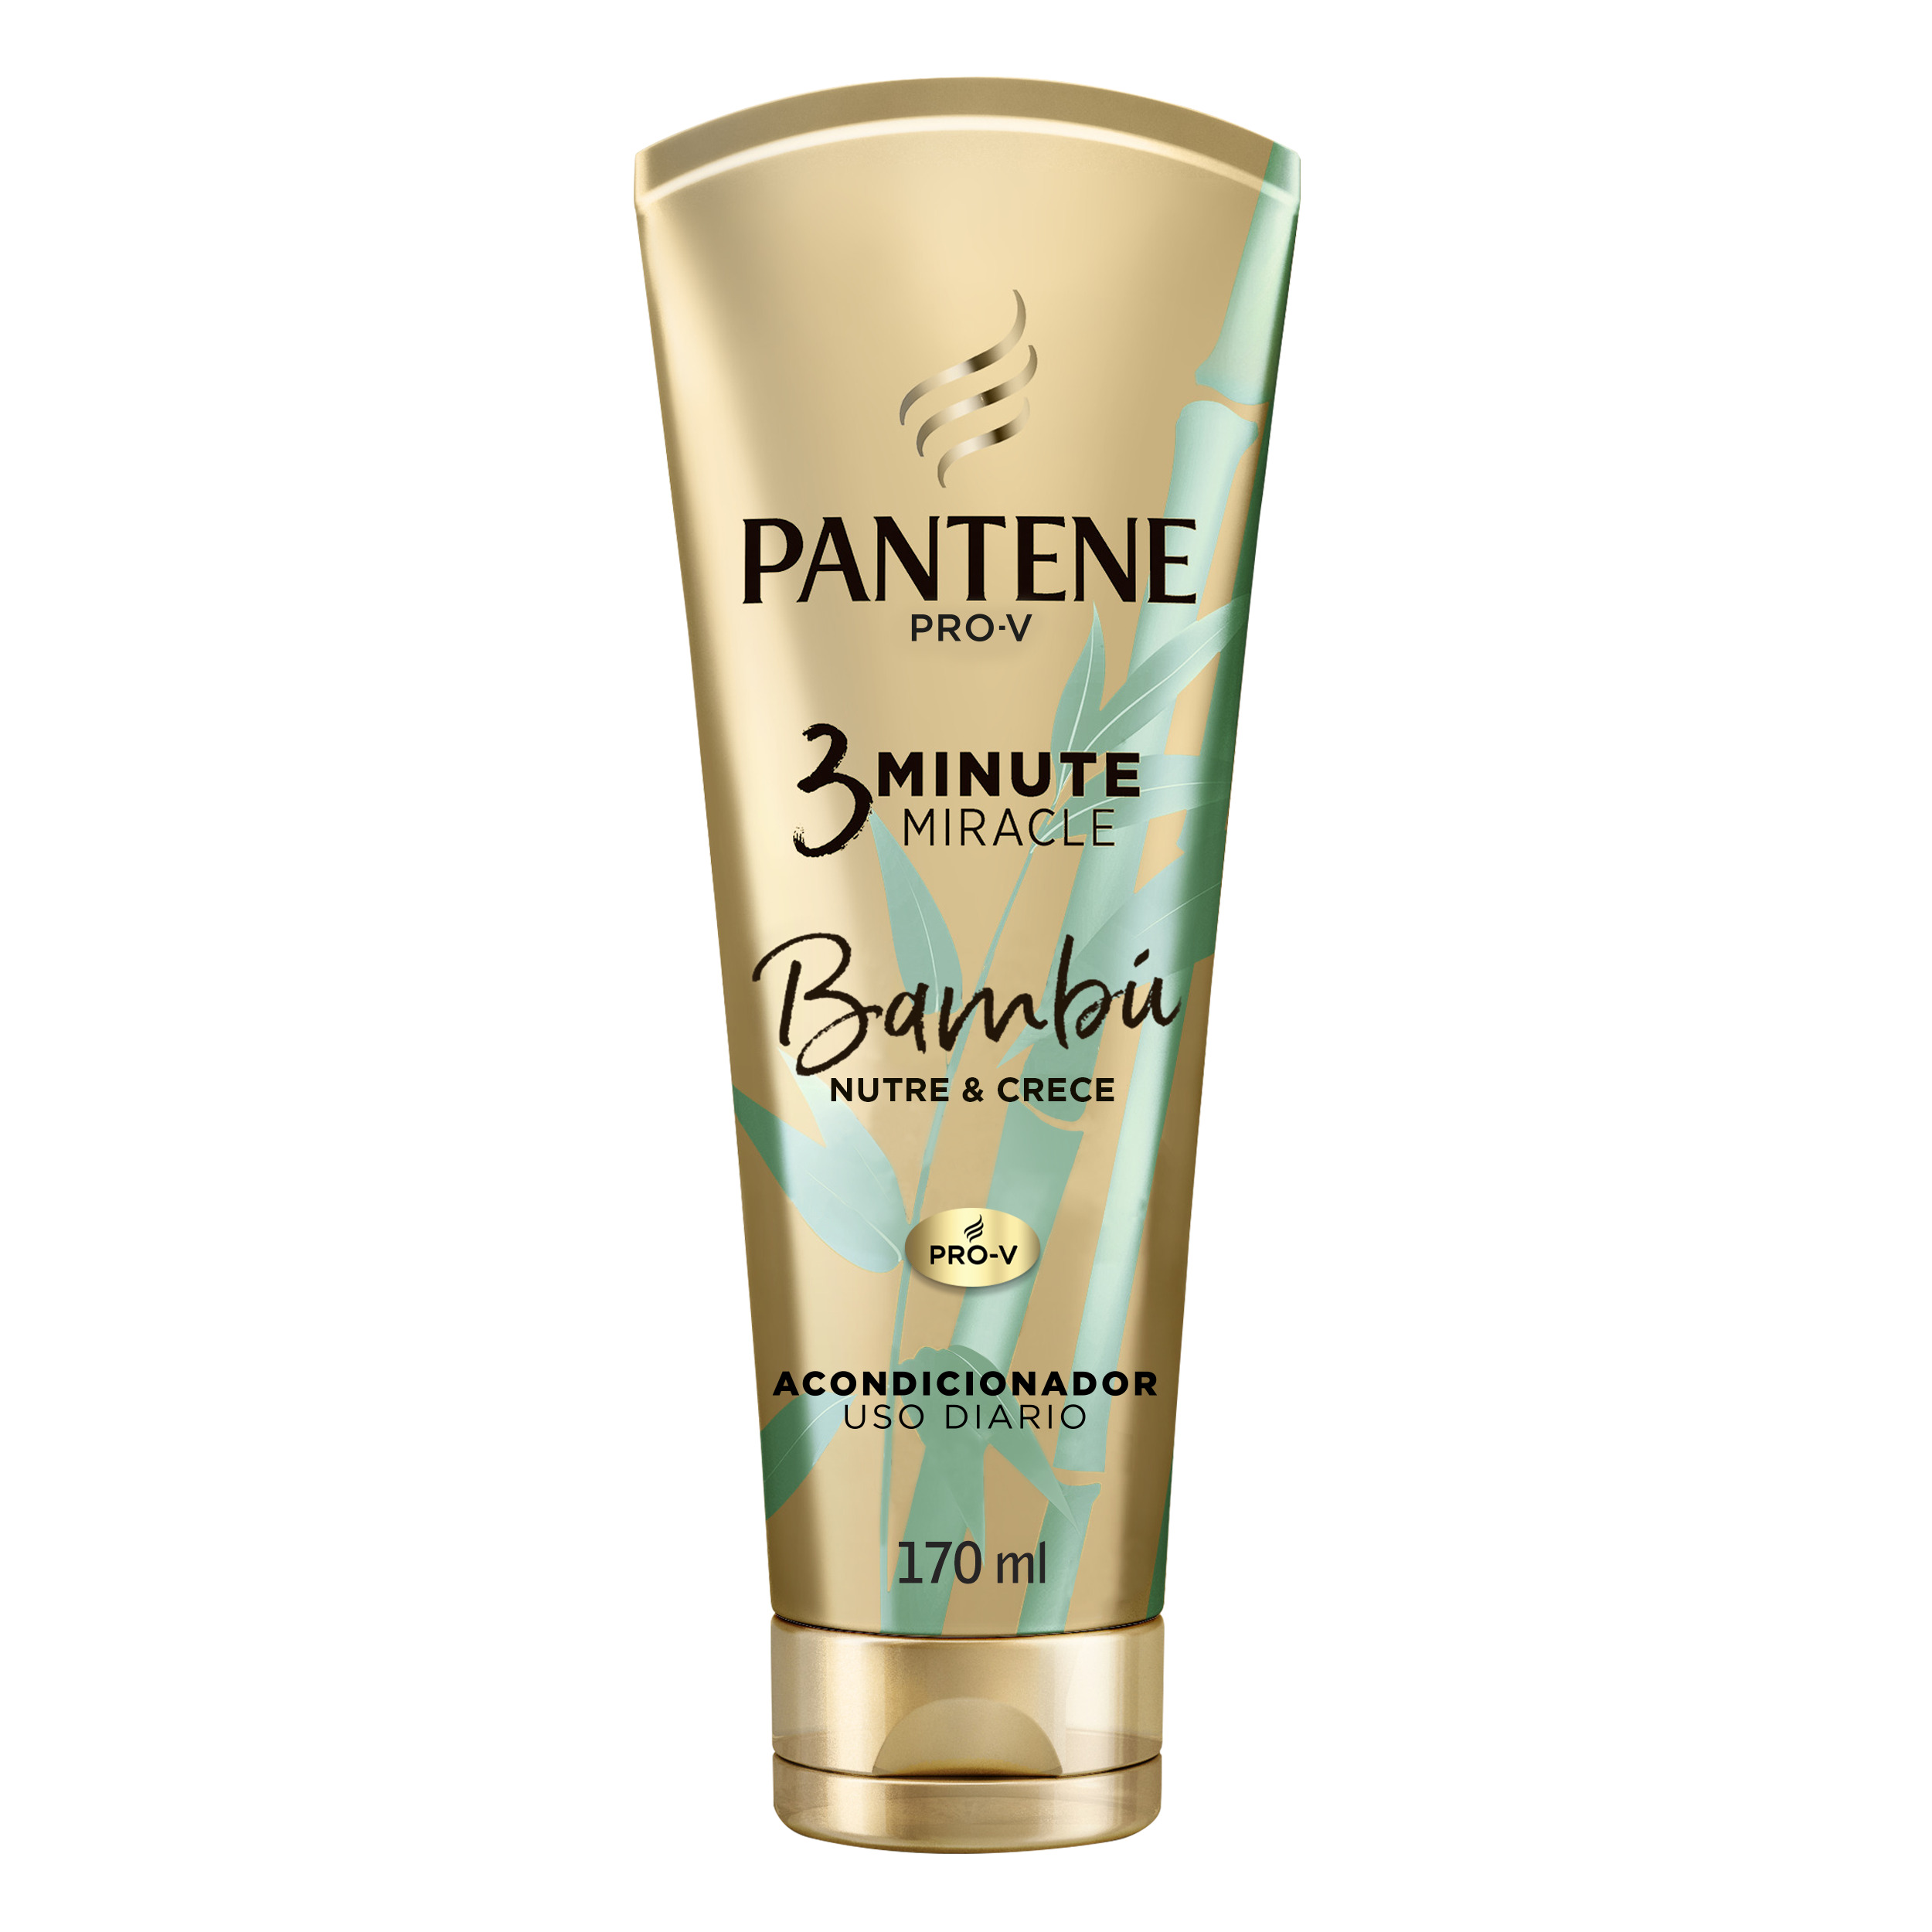 PANTENE
PRO-V
3 MINUTE
MIRACLE
Bambú
NUTRE & CRECE
PRO-V
ACONDICIONADOR
USO DIARIO
170 ml